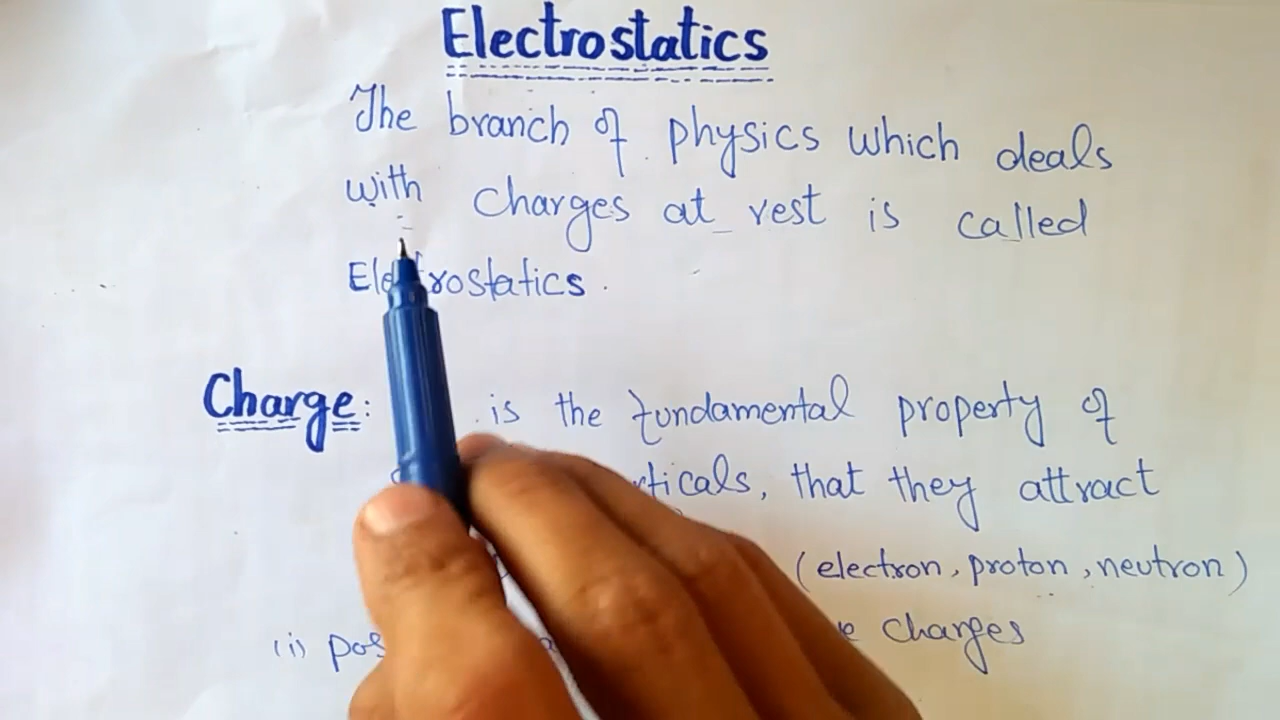 Electrostatics
The branch of physics which deals
with charges at rest is called
Electrostatics.
Charge: is the fundamental property of
that they attract
(electron, proton, neutron)
(i) charges